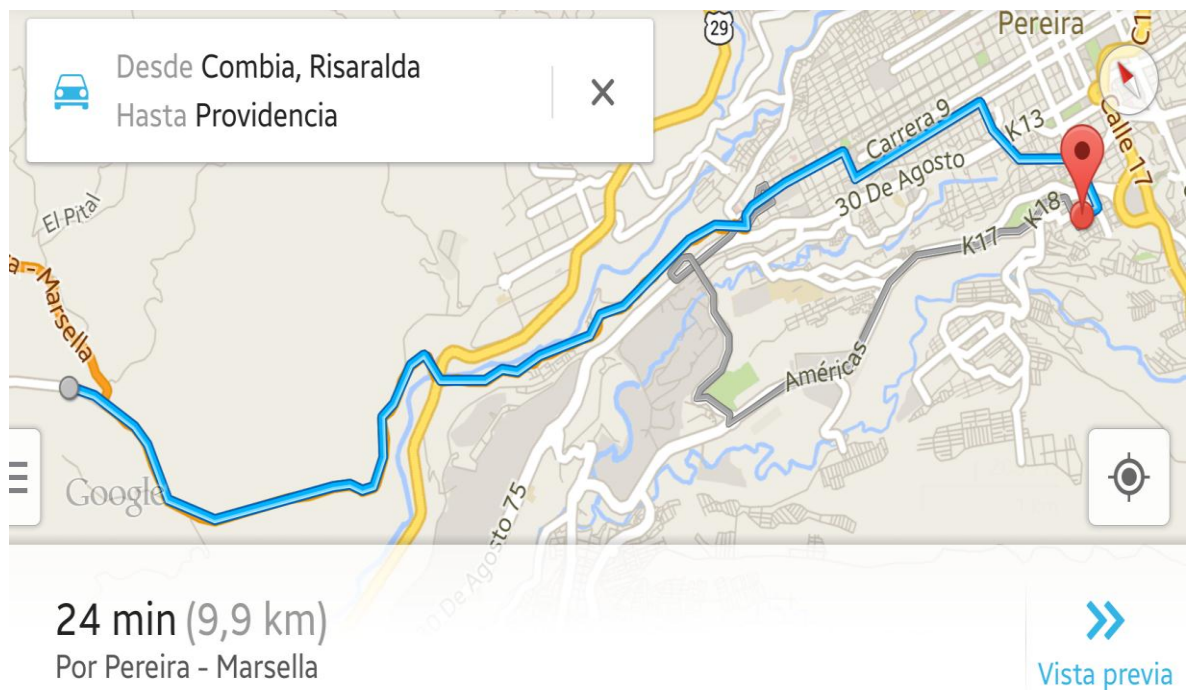 Desde Combia, Risaralda
Hasta Providencia
29
Pereira
Carrera 9
K13
Calle 17
30 De Agosto
K18
K17
El Pital
a - Marsella
Américas
Google
30 De Agosto 75
24 min (9,9 km)
Por Pereira - Marsella
Vista previa